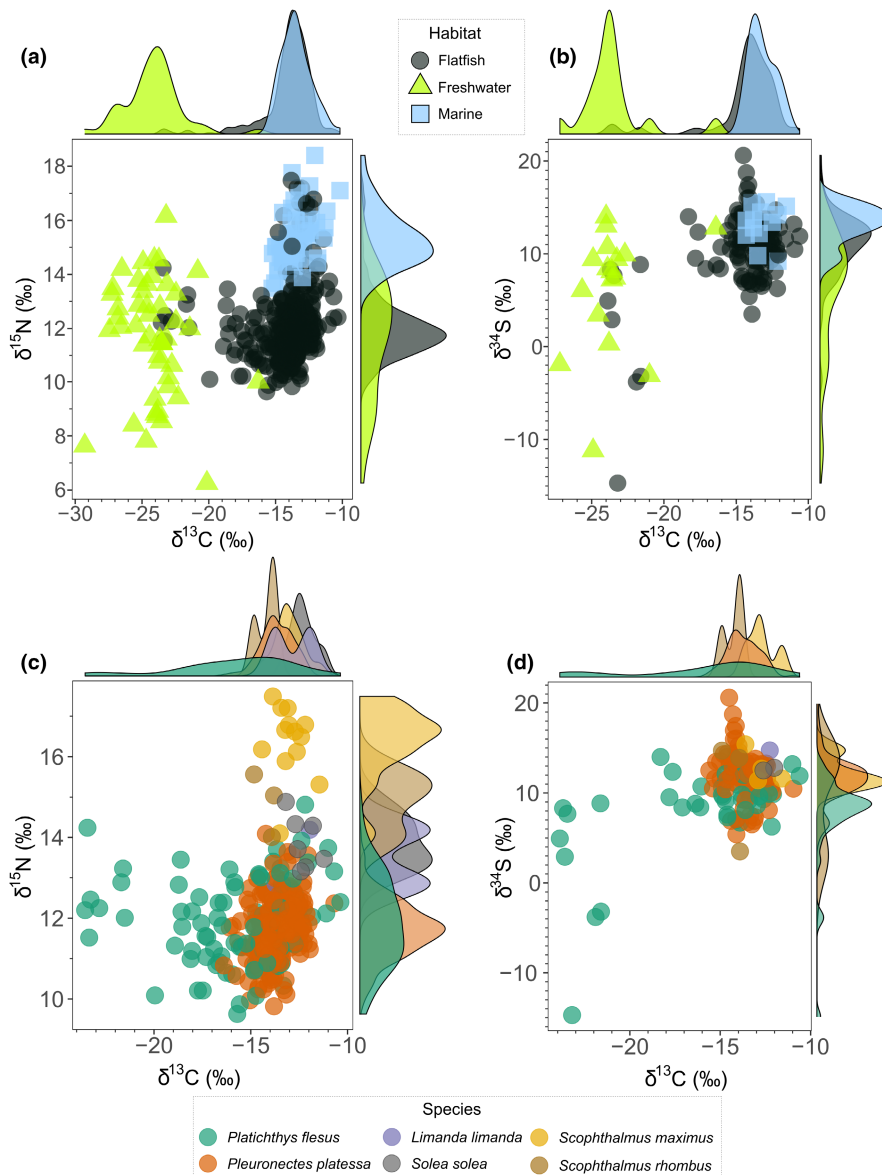 (a)
Habitat
Flatfish
Freshwater
Marine
(b)
18
16
14
12
10
8
6
δ15N (‰)
−30 −25 −20 −15 −10
δ13C (‰)
20
10
0
−10
δ34S (‰)
−25 −20 −15 −10
δ13C (‰)
(c)
16
14
12
10
δ15N (‰)
−20 −15 −10
δ13C (‰)
(d)
20
10
0
−10
δ34S (‰)
−20 −15 −10
δ13C (‰)
Species
Platichthys flesus Limanda limanda Scophthalmus maximus
Pleuronectes platessa Solea solea Scophthalmus rhombus